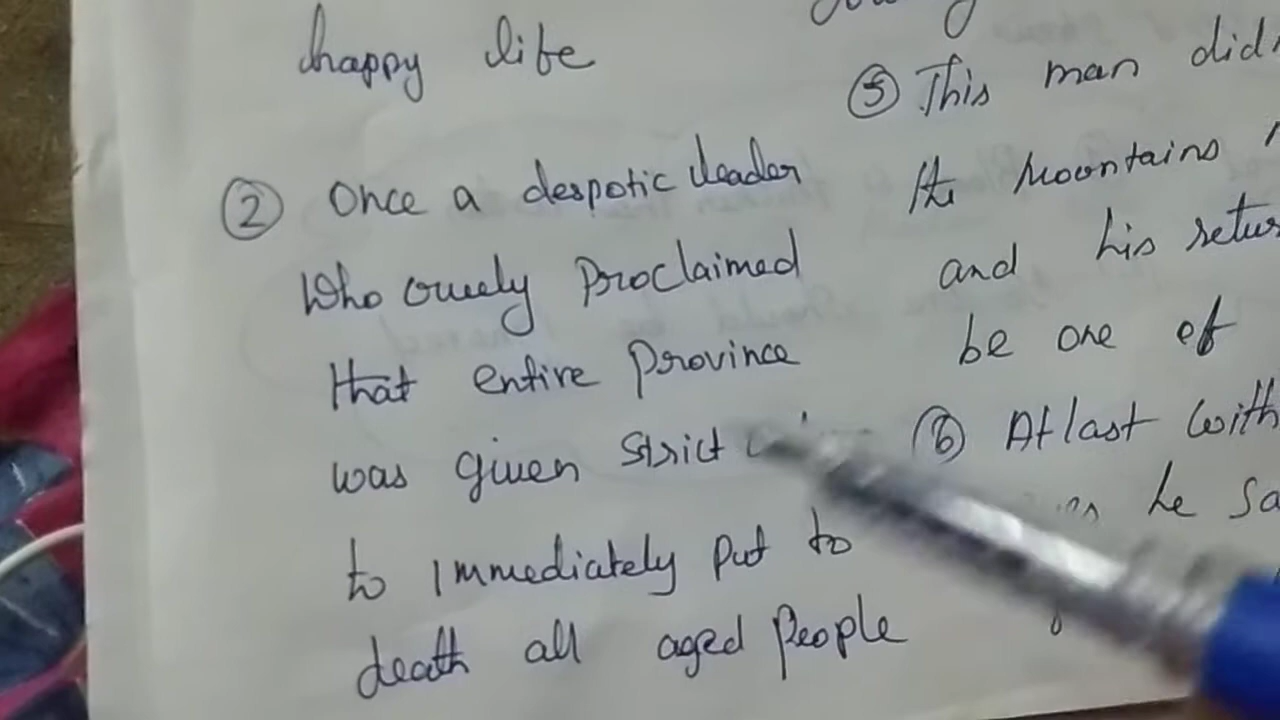 happy life
② Once a despotic leader
Who cruely Proclaimed
that entire Province
was given Strict
to immediately put to
death all aged People
⑤ This man did
the Mountains
and his retur
be one of
⑥ At last with
he sa